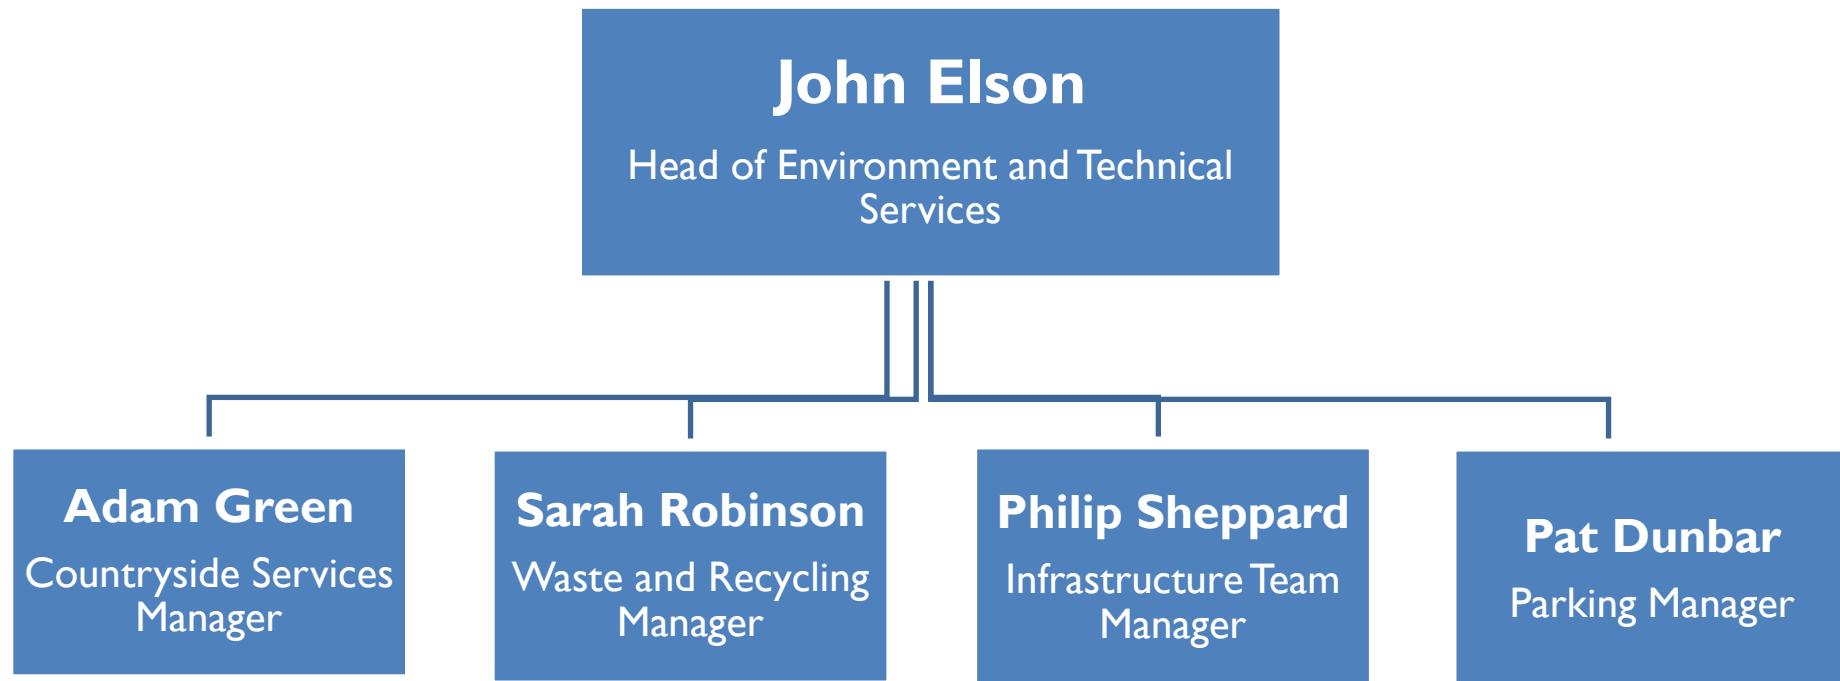 John Elson
Head of Environment and Technical
Services
Adam Green
Countryside Services
Manager
Sarah Robinson
Waste and Recycling
Manager
Philip Sheppard
Infrastructure Team
Manager
Pat Dunbar
Parking Manager